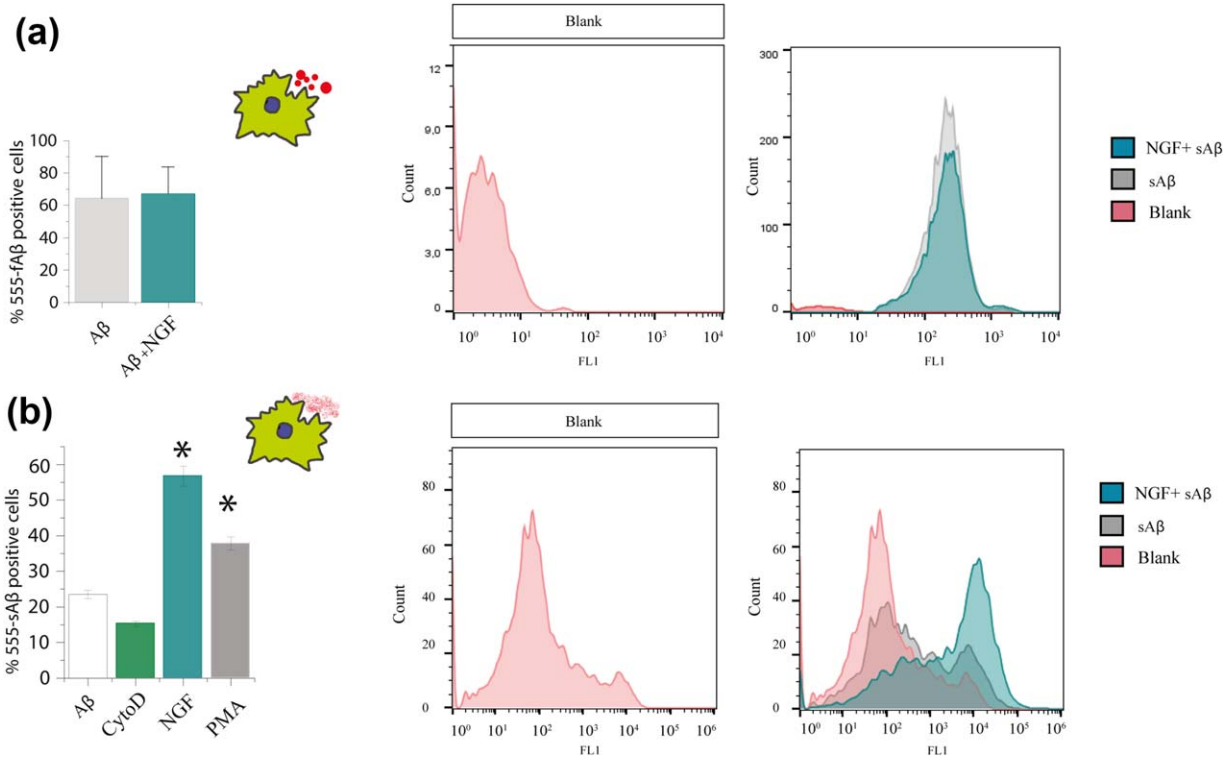 (a)
% 555-fAβ positive cells
100
80
60
40
20
0
Aβ
Aβ+NGF
Blank
Count
12
9,0
6,0
3,0
0
10⁰ 10¹ 10² 10³ 10⁴
FL1
Count
300
200
100
0
10⁰ 10¹ 10² 10³ 10⁴
FL1
NGF+ sAβ
sAβ
Blank
(b)
% 555-sAβ positive cells
60
50
40
30
20
10
0
*
*
Aβ
CytoD
NGF
PMA
Blank
Count
80
60
40
20
0
10⁰ 10¹ 10² 10³ 10⁴ 10⁵ 10⁶
FL1
Count
80
60
40
20
0
10⁰ 10¹ 10² 10³ 10⁴ 10⁵ 10⁶
FL1
NGF+ sAβ
sAβ
Blank